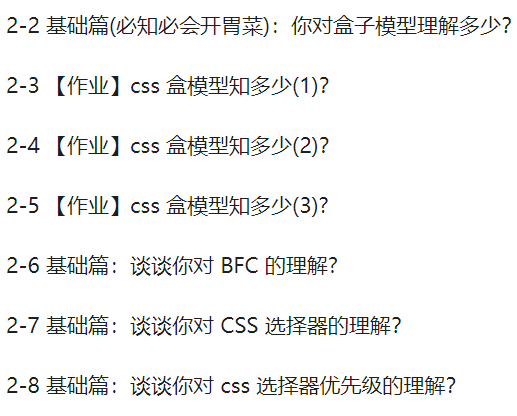 2-2 基础篇(必知必会开胃菜)：你对盒子模型理解多少?
2-3 【作业】css 盒模型知多少(1)?
2-4 【作业】css 盒模型知多少(2)?
2-5 【作业】css 盒模型知多少(3)?
2-6 基础篇：谈谈你对 BFC 的理解?
2-7 基础篇：谈谈你对 CSS 选择器的理解?
2-8 基础篇：谈谈你对 css 选择器优先级的理解?